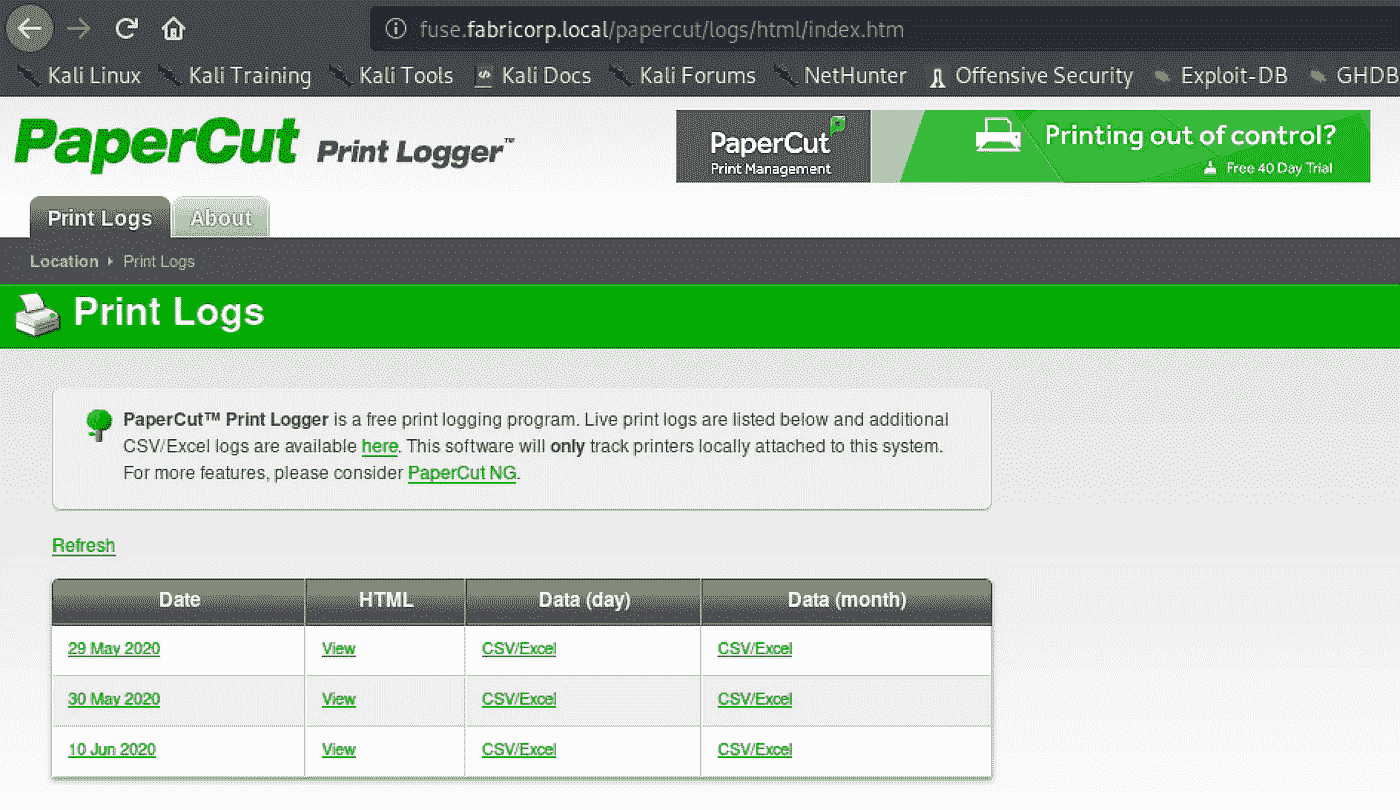 fuse.fabricorp.local/papercut/logs/html/index.htm
Kali Linux Kali Training Kali Tools Kali Docs Kali Forums NetHunter Offensive Security Exploit-DB GHDB
PaperCut Print Logger™
PaperCut
Print Management
Printing out of control?
Free 40 Day Trial
Print Logs About
Location Print Logs
Print Logs
PaperCut™ Print Logger is a free print logging program. Live print logs are listed below and additional
CSV/Excel logs are available here. This software will only track printers locally attached to this system.
For more features, please consider PaperCut NG.
Refresh
Date HTML Data (day) Data (month)
29 May 2020 View CSV/Excel CSV/Excel
30 May 2020 View CSV/Excel CSV/Excel
10 Jun 2020 View CSV/Excel CSV/Excel